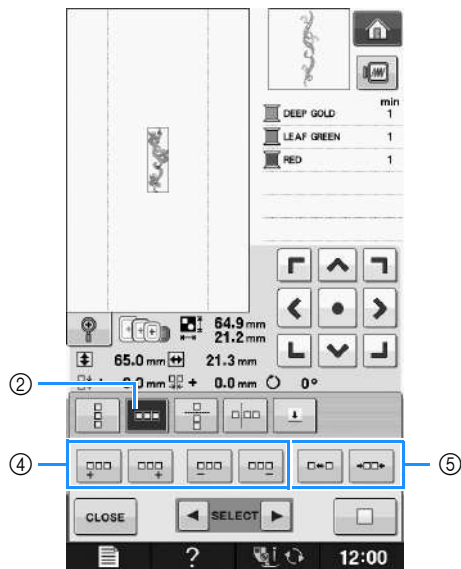 min
DEEP GOLD 1
LEAF GREEN 1
RED 1
64.9 mm
21.2 mm
65.0 mm 21.3 mm
+ 0.0 mm + 0.0 mm 0°
②
④
⑤
CLOSE SELECT
? 12:00